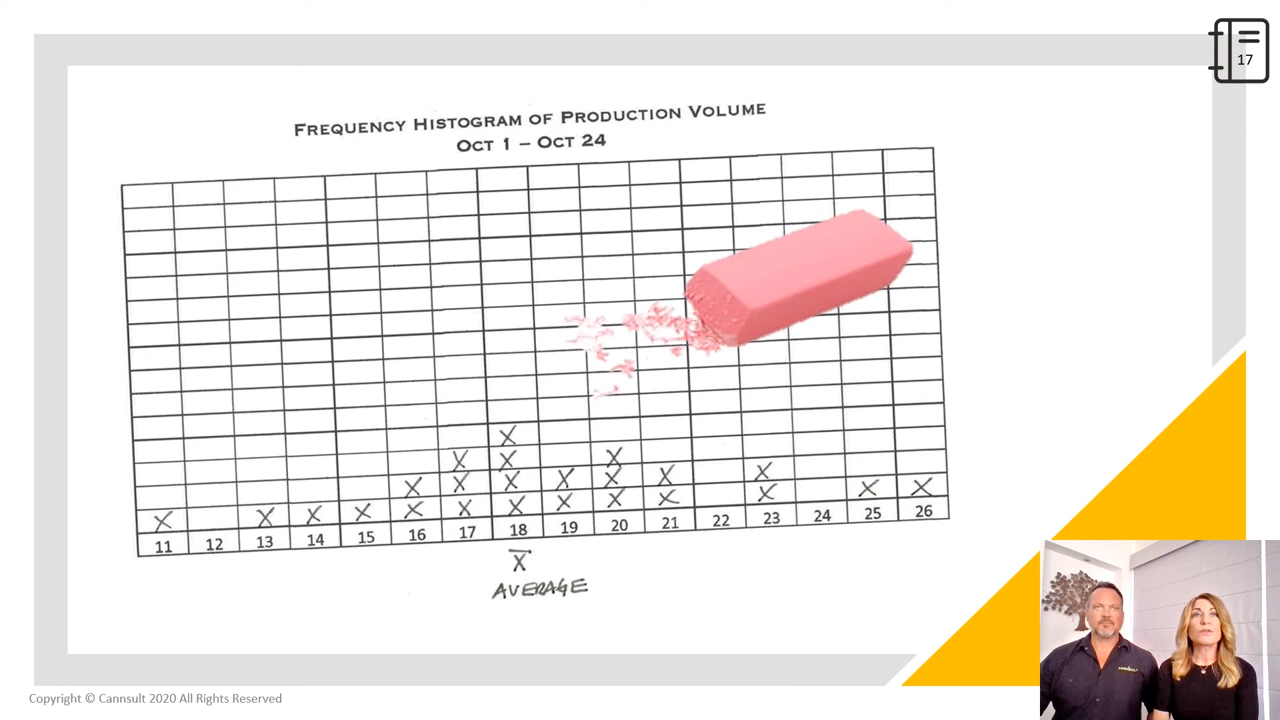 17
FREQUENCY HISTOGRAM OF PRODUCTION VOLUME
OCT 1 – OCT 24
X
X X X
X X X X X X X
X X X X X X X X X X X X X
11 12 13 14 15 16 17 18 19 20 21 22 23 24 25 26
X̅
AVERAGE
Copyright © Cannsult 2020 All Rights Reserved